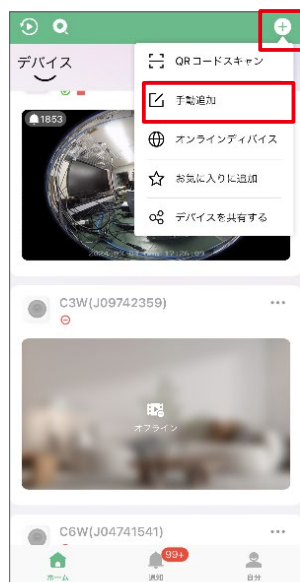 デバイス
QRコードスキャン
手動追加
オンラインディバイス
お気に入りに追加
デバイスを共有する
1853
C3W(J09742359)
オフライン
C6W(J04741541)
99+
ホーム
通知
自分